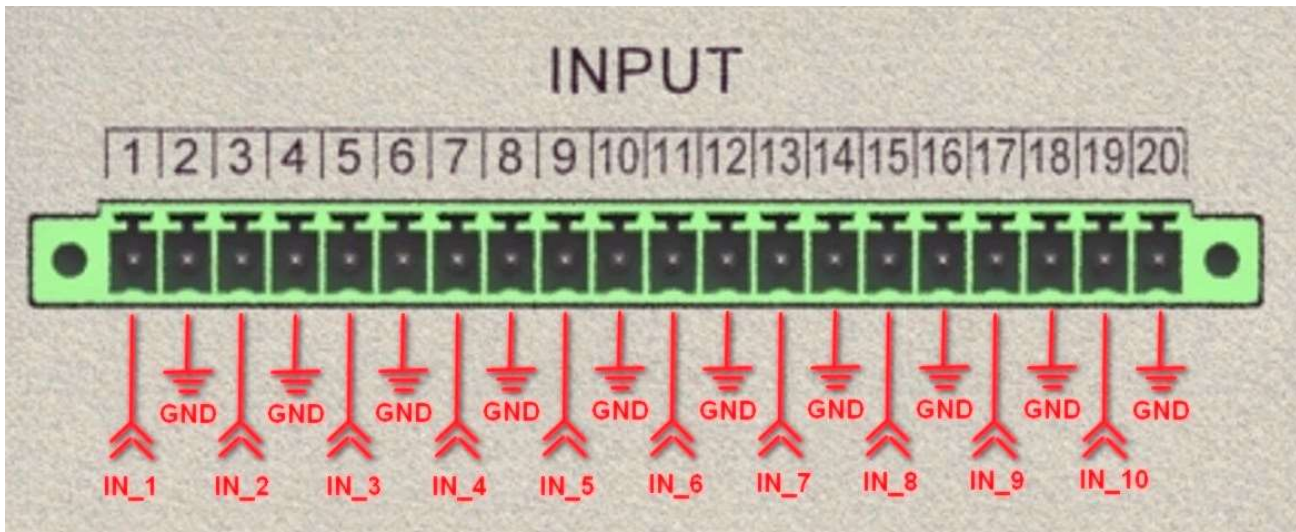 INPUT
1 2 3 4 5 6 7 8 9 10 11 12 13 14 15 16 17 18 19 20
GND GND GND GND GND GND GND GND GND GND
IN_1 IN_2 IN_3 IN_4 IN_5 IN_6 IN_7 IN_8 IN_9 IN_10